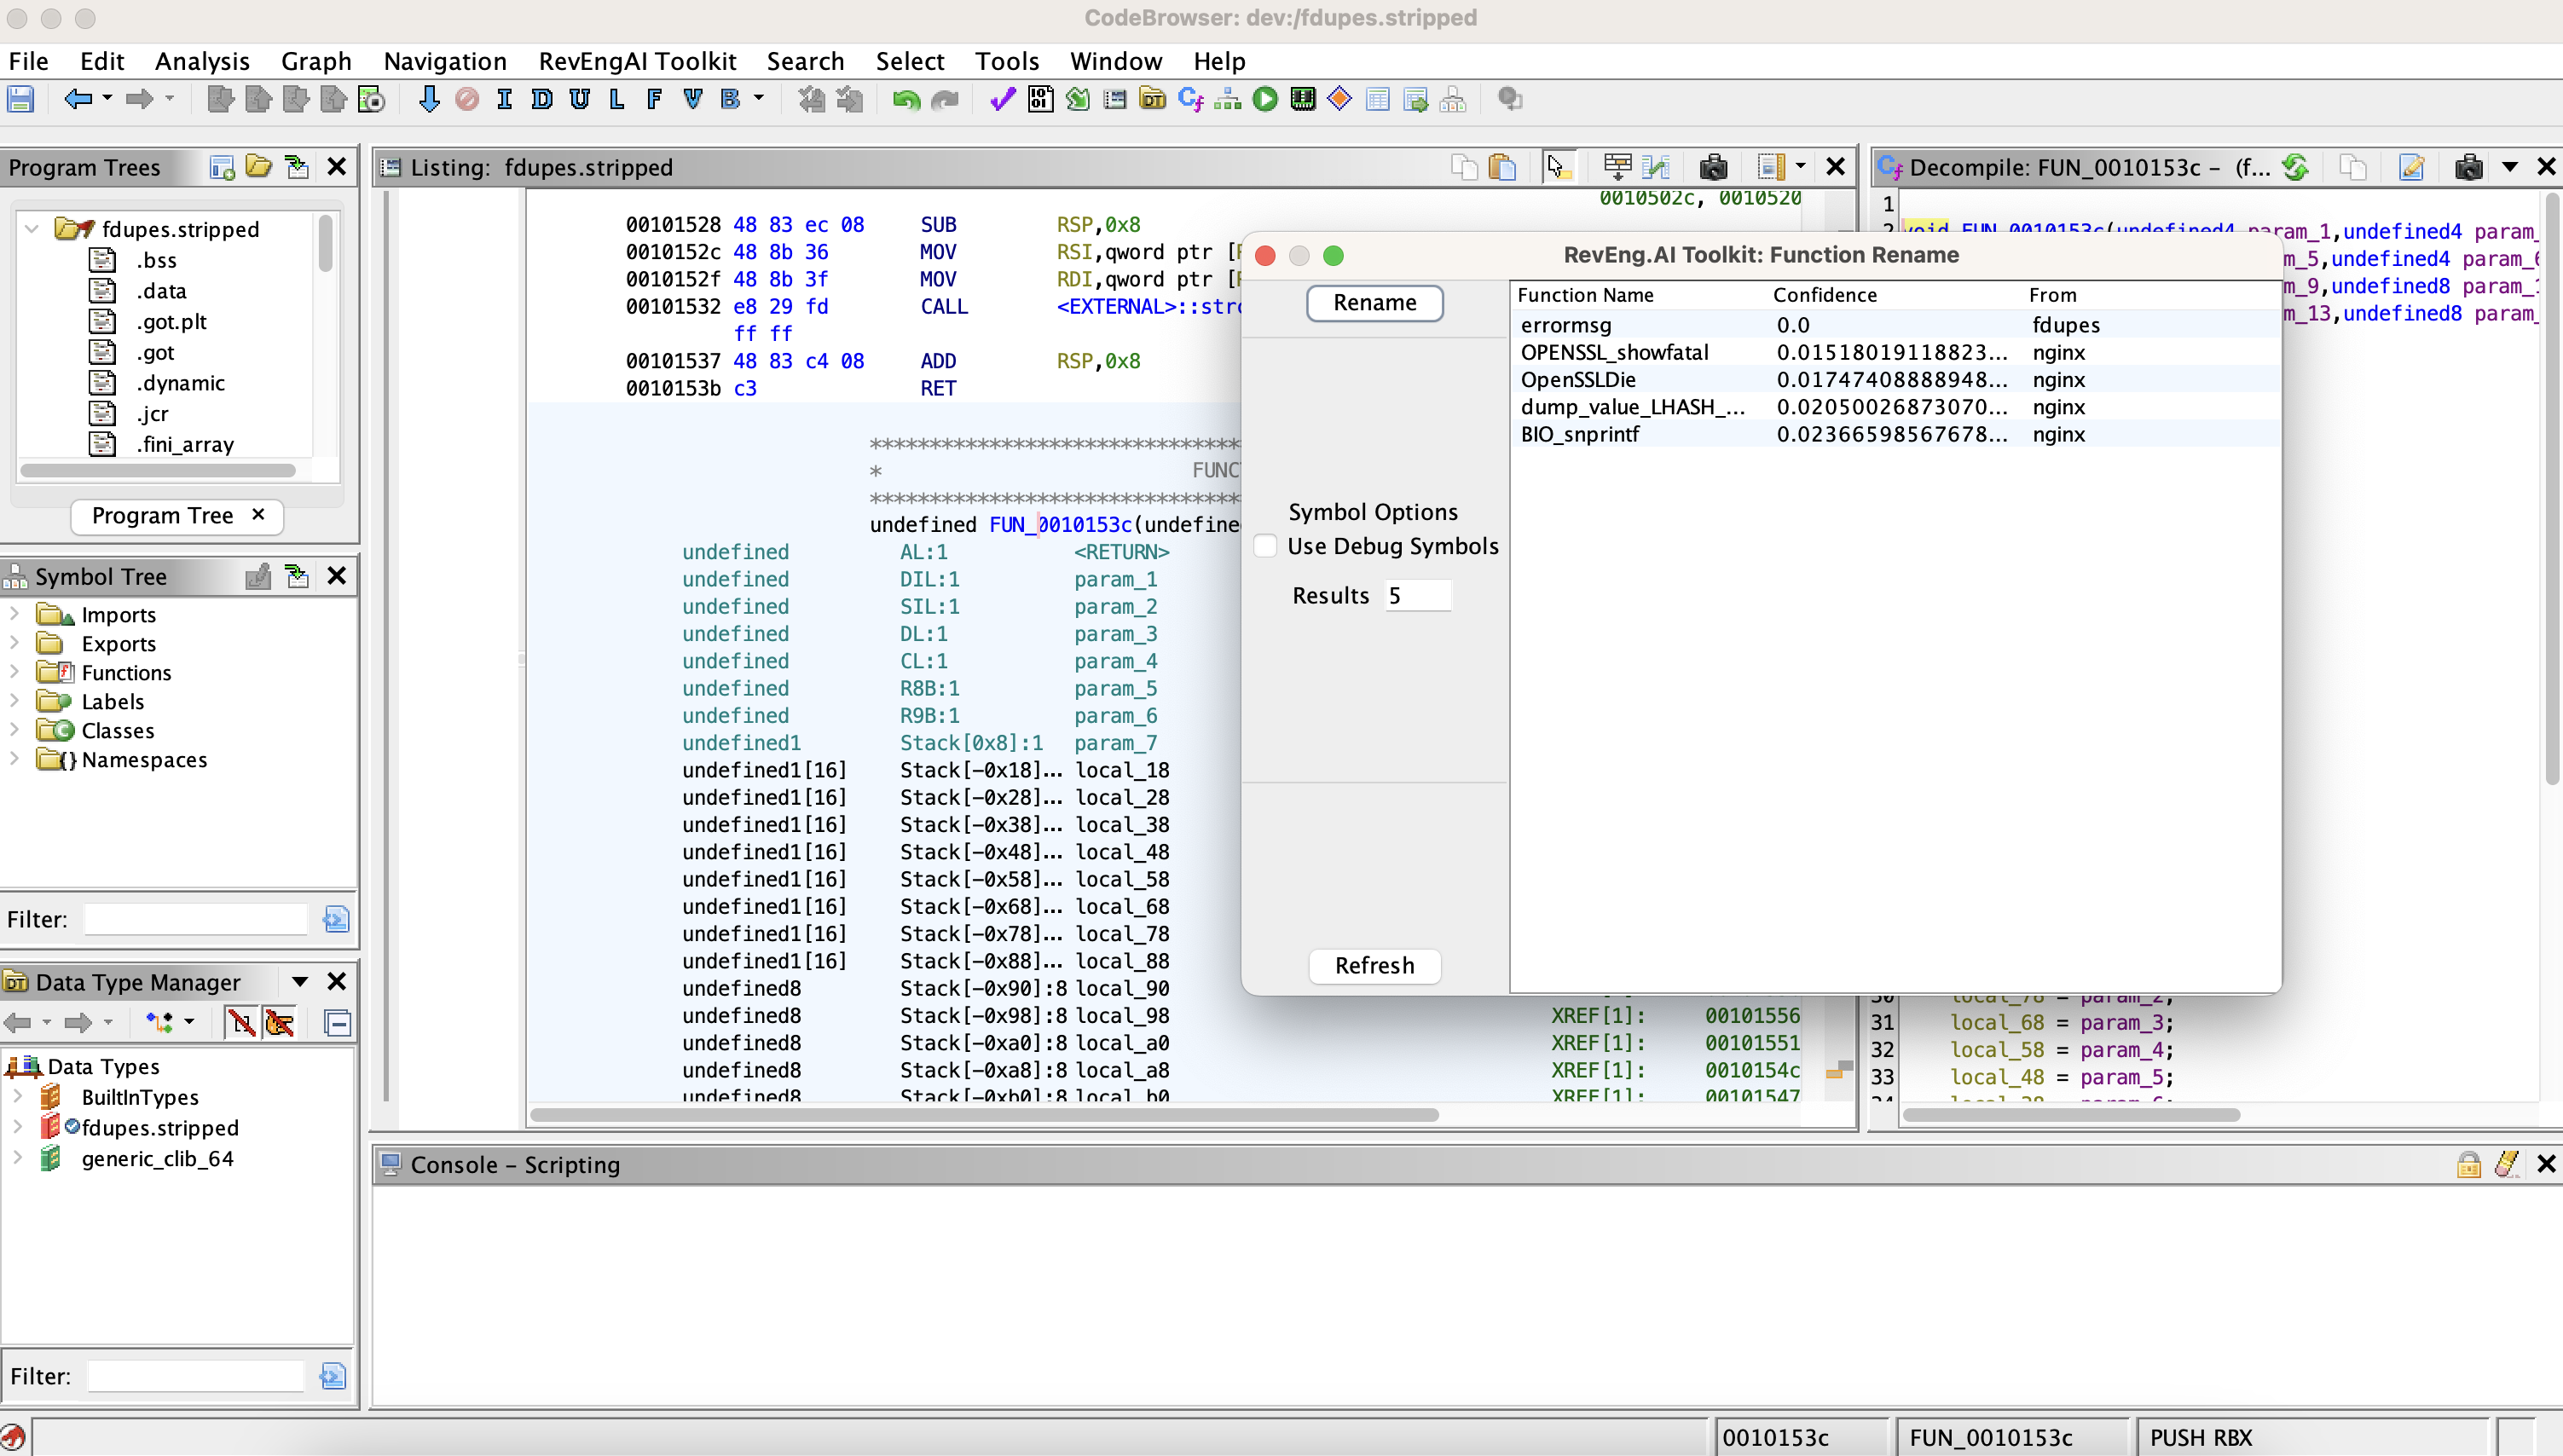 CodeBrowser: dev:/fdupes.stripped
File Edit Analysis Graph Navigation RevEngAI Toolkit Search Select Tools Window Help
I D U L F V B
Program Trees
fdupes.stripped
.bss
.data
.got.plt
.got
.dynamic
.jcr
.fini_array
Program Tree ×
Symbol Tree
Imports
Exports
Functions
Labels
Classes
Namespaces
Filter:
Data Type Manager
Data Types
BuiltInTypes
fdupes.stripped
generic_clib_64
Filter:
Listing: fdupes.stripped
0010502c, 0010520
00101528 48 83 ec 08 SUB RSP,0x8
0010152c 48 8b 36 MOV RSI,qword ptr [
0010152f 48 8b 3f MOV RDI,qword ptr [
00101532 e8 29 fd CALL <EXTERNAL>::str
ff ff
00101537 48 83 c4 08 ADD RSP,0x8
0010153b c3 RET
*******************************
* FUNC
*******************************
undefined FUN_0010153c(undefine
undefined AL:1 <RETURN>
undefined DIL:1 param_1
undefined SIL:1 param_2
undefined DL:1 param_3
undefined CL:1 param_4
undefined R8B:1 param_5
undefined R9B:1 param_6
undefined1 Stack[0x8]:1 param_7
undefined1[16] Stack[-0x18]... local_18
undefined1[16] Stack[-0x28]... local_28
undefined1[16] Stack[-0x38]... local_38
undefined1[16] Stack[-0x48]... local_48
undefined1[16] Stack[-0x58]... local_58
undefined1[16] Stack[-0x68]... local_68
undefined1[16] Stack[-0x78]... local_78
undefined1[16] Stack[-0x88]... local_88
undefined8 Stack[-0x90]:8 local_90
undefined8 Stack[-0x98]:8 local_98 XREF[1]: 00101556
undefined8 Stack[-0xa0]:8 local_a0 XREF[1]: 00101551
undefined8 Stack[-0xa8]:8 local_a8 XREF[1]: 0010154c
undefined8 Stack[-0xb0]:8 local_b0 XREF[1]: 00101547
RevEng.AI Toolkit: Function Rename
Rename
Symbol Options
Use Debug Symbols
Results 5
Refresh
Function Name Confidence From
errormsg 0.0 fdupes
OPENSSL_showfatal 0.01518019118823... nginx
OpenSSLDie 0.01747408888948... nginx
dump_value_LHASH_... 0.02050026873070... nginx
BIO_snprintf 0.02366598567678... nginx
Decompile: FUN_0010153c - (f...
1
2 void FUN_0010153c(undefined4 param_1,undefined4 param_
m_5,undefined4 param_6
m_9,undefined8 param_1
m_13,undefined8 param_
30 local_78 = param_2;
31 local_68 = param_3;
32 local_58 = param_4;
33 local_48 = param_5;
34
Console - Scripting
0010153c FUN_0010153c PUSH RBX